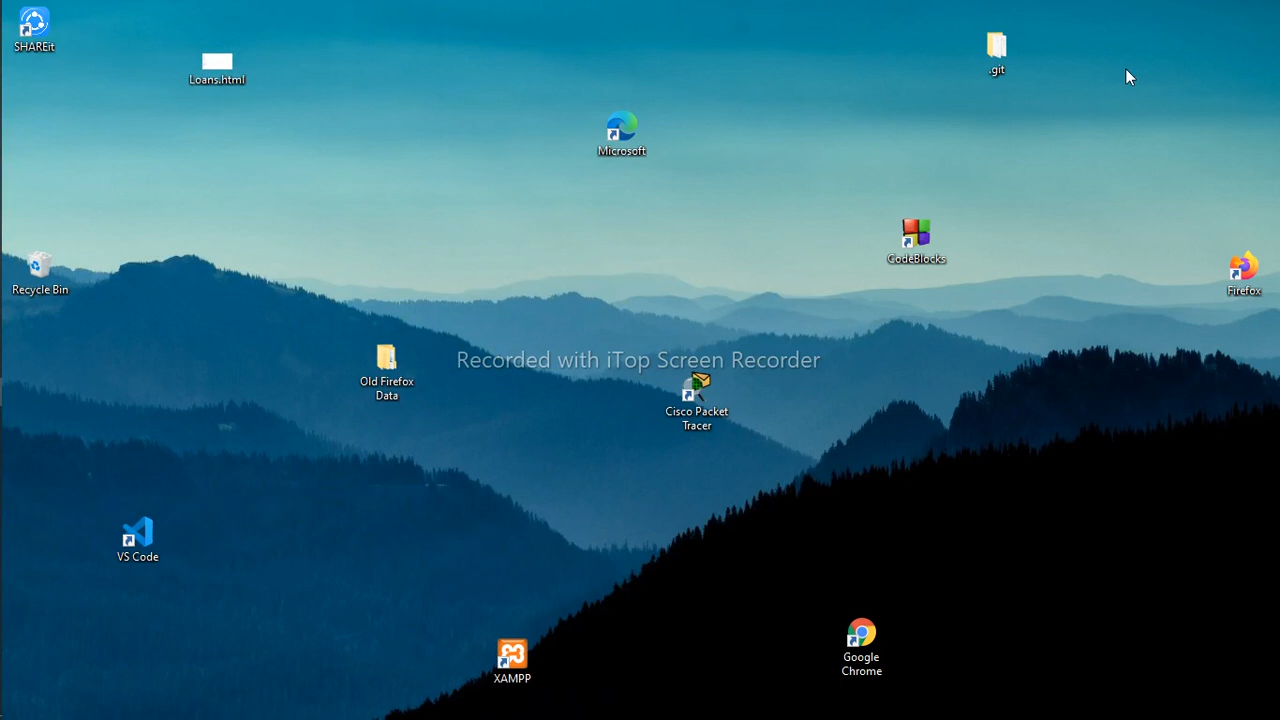 SHAREit
Loans.html
.git
Microsoft
CodeBlocks
Recycle Bin
Firefox
Recorded with iTop Screen Recorder
Old Firefox
Data
Cisco Packet
Tracer
VS Code
XAMPP
Google
Chrome